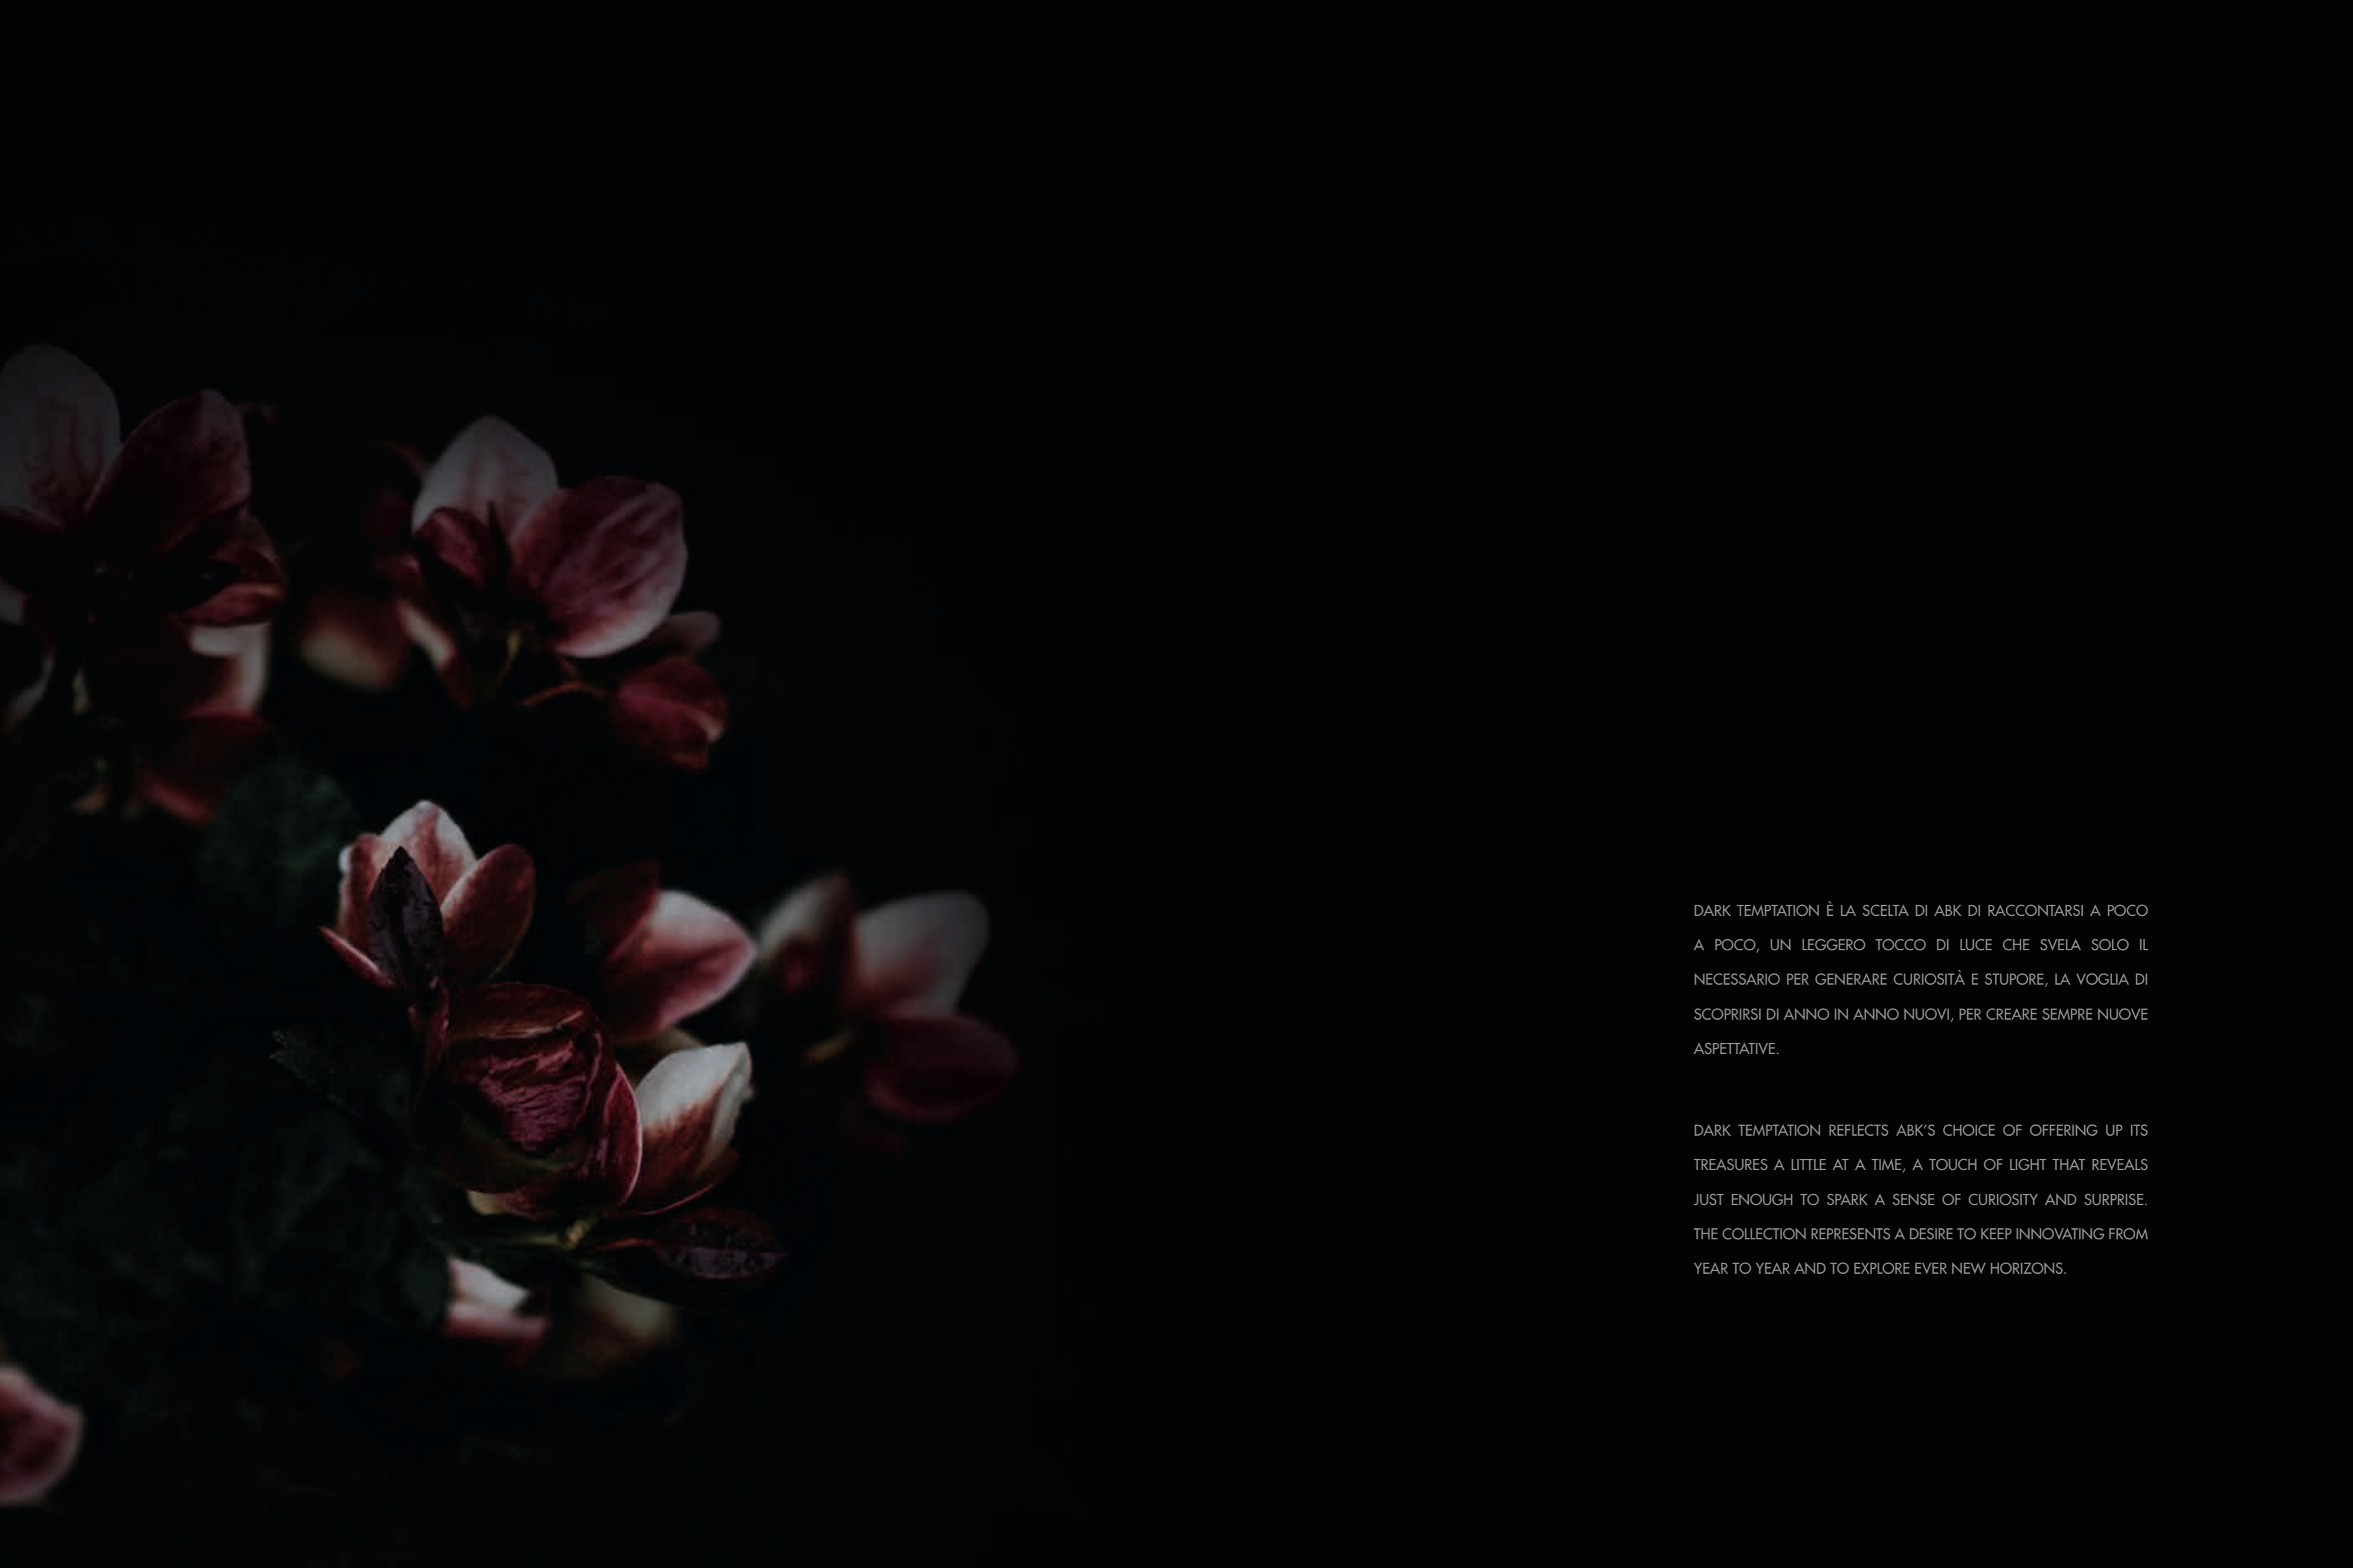 DARK TEMPTATION È LA SCELTA DI ABK DI RACCONTARSI A POCO
A POCO, UN LEGGERO TOCCO DI LUCE CHE SVELA SOLO IL
NECESSARIO PER GENERARE CURIOSITÀ E STUPORE, LA VOGLIA DI
SCOPRIRSI DI ANNO IN ANNO NUOVI, PER CREARE SEMPRE NUOVE
ASPETTATIVE.
DARK TEMPTATION REFLECTS ABK’S CHOICE OF OFFERING UP ITS
TREASURES A LITTLE AT A TIME, A TOUCH OF LIGHT THAT REVEALS
JUST ENOUGH TO SPARK A SENSE OF CURIOSITY AND SURPRISE.
THE COLLECTION REPRESENTS A DESIRE TO KEEP INNOVATING FROM
YEAR TO YEAR AND TO EXPLORE EVER NEW HORIZONS.